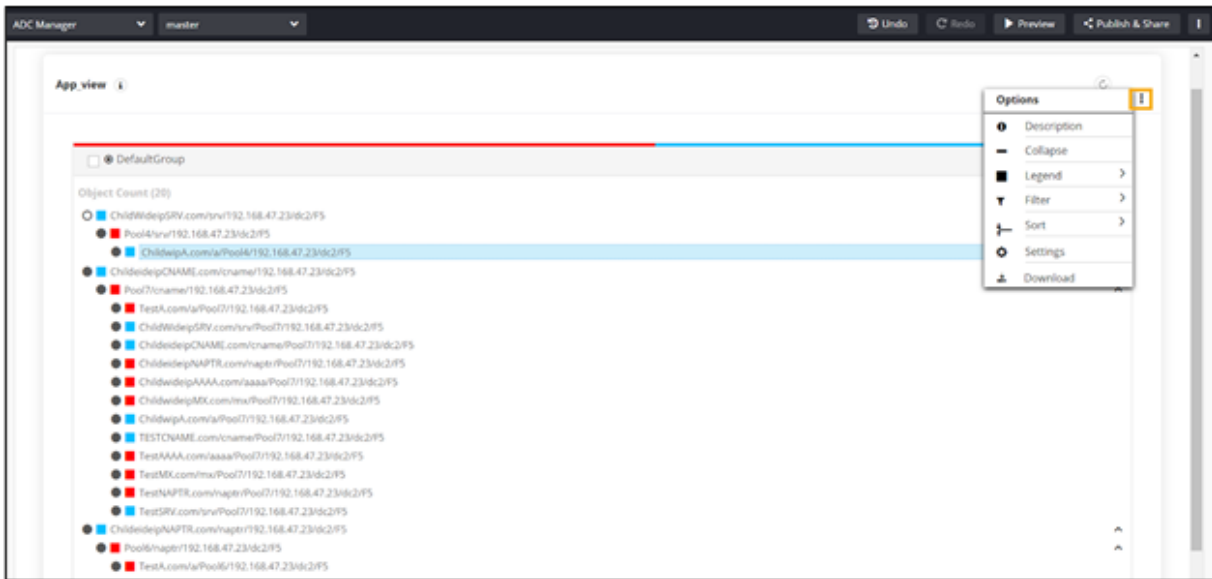 ADC Manager master Undo Redo Preview Publish & Share
App_view i
Options
Description
Collapse
Legend
Filter
Sort
Settings
Download
DefaultGroup
Object Count (20)
ChildWideipSRV.com/srv/192.168.47.23/dc2/F5
Pool4/srv/192.168.47.23/dc2/F5
ChildwipA.com/a/Pool4/192.168.47.23/dc2/F5
ChildeideipCNAME.com/cname/192.168.47.23/dc2/F5
Pool7/cname/192.168.47.23/dc2/F5
TestA.com/a/Pool7/192.168.47.23/dc2/F5
ChildWideipSRV.com/srv/Pool7/192.168.47.23/dc2/F5
ChildeideipCNAME.com/cname/Pool7/192.168.47.23/dc2/F5
ChildeideipNAPTR.com/naptr/Pool7/192.168.47.23/dc2/F5
ChildwideipAAAA.com/aaaa/Pool7/192.168.47.23/dc2/F5
ChildwideipMX.com/mx/Pool7/192.168.47.23/dc2/F5
ChildwipA.com/a/Pool7/192.168.47.23/dc2/F5
TESTCNAME.com/cname/Pool7/192.168.47.23/dc2/F5
TestAAAA.com/aaaa/Pool7/192.168.47.23/dc2/F5
TestMX.com/mx/Pool7/192.168.47.23/dc2/F5
TestNAPTR.com/naptr/Pool7/192.168.47.23/dc2/F5
TestSRV.com/srv/Pool7/192.168.47.23/dc2/F5
ChildeideipNAPTR.com/naptr/192.168.47.23/dc2/F5
Pool6/naptr/192.168.47.23/dc2/F5
TestA.com/a/Pool6/192.168.47.23/dc2/F5